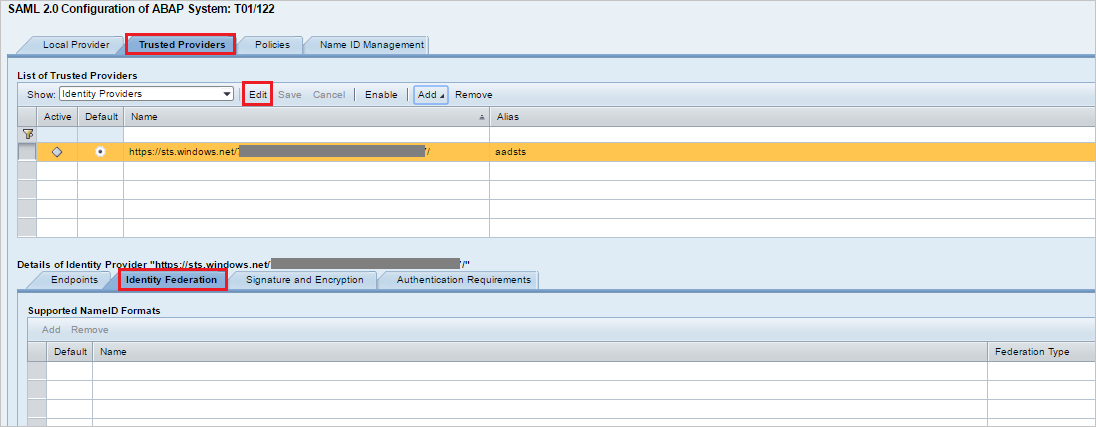 SAML 2.0 Configuration of ABAP System: T01/122
Local Provider Trusted Providers Policies Name ID Management
List of Trusted Providers
Show: Identity Providers Edit Save Cancel Enable Add Remove
Active Default Name Alias
https://sts.windows.net/ / aadsts
Details of Identity Provider "https://sts.windows.net/ /"
Endpoints Identity Federation Signature and Encryption Authentication Requirements
Supported NameID Formats
Add Remove
Default Name Federation Type